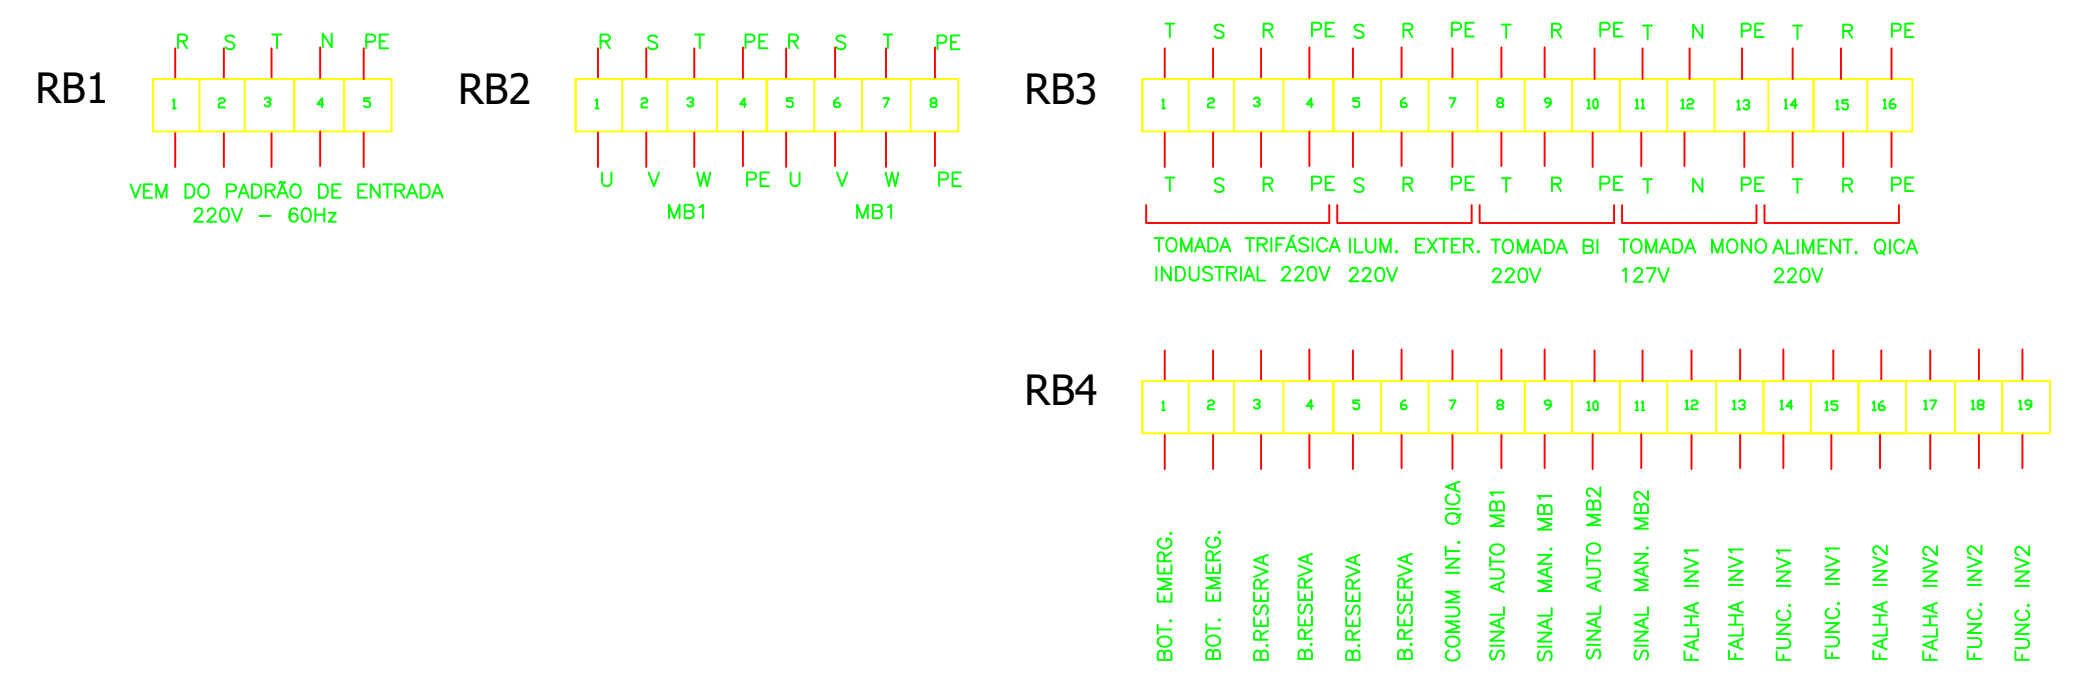 R S T N PE
RB1
1 2 3 4 5
VEM DO PADRÃO DE ENTRADA
220V - 60Hz
R S T PE R S T PE
RB2
1 2 3 4 5 6 7 8
U V W PE U V W PE
MB1 MB1
T S R PE S R PE T R PE T N PE T R PE
RB3
1 2 3 4 5 6 7 8 9 10 11 12 13 14 15 16
T S R PE S R PE T R PE T N PE T R PE
TOMADA TRIFÁSICA
INDUSTRIAL 220V
ILUM. EXTER.
220V
TOMADA BI
220V
TOMADA MONO
127V
ALIMENT. QICA
220V
RB4
1 2 3 4 5 6 7 8 9 10 11 12 13 14 15 16 17 18 19
BOT. EMERG.
BOT. EMERG.
B.RESERVA
B.RESERVA
B.RESERVA
B.RESERVA
COMUM INT. QICA
SINAL AUTO MB1
SINAL MAN. MB1
SINAL AUTO MB2
SINAL MAN. MB2
FALHA INV1
FALHA INV1
FUNC. INV1
FUNC. INV1
FALHA INV2
FALHA INV2
FUNC. INV2
FUNC. INV2